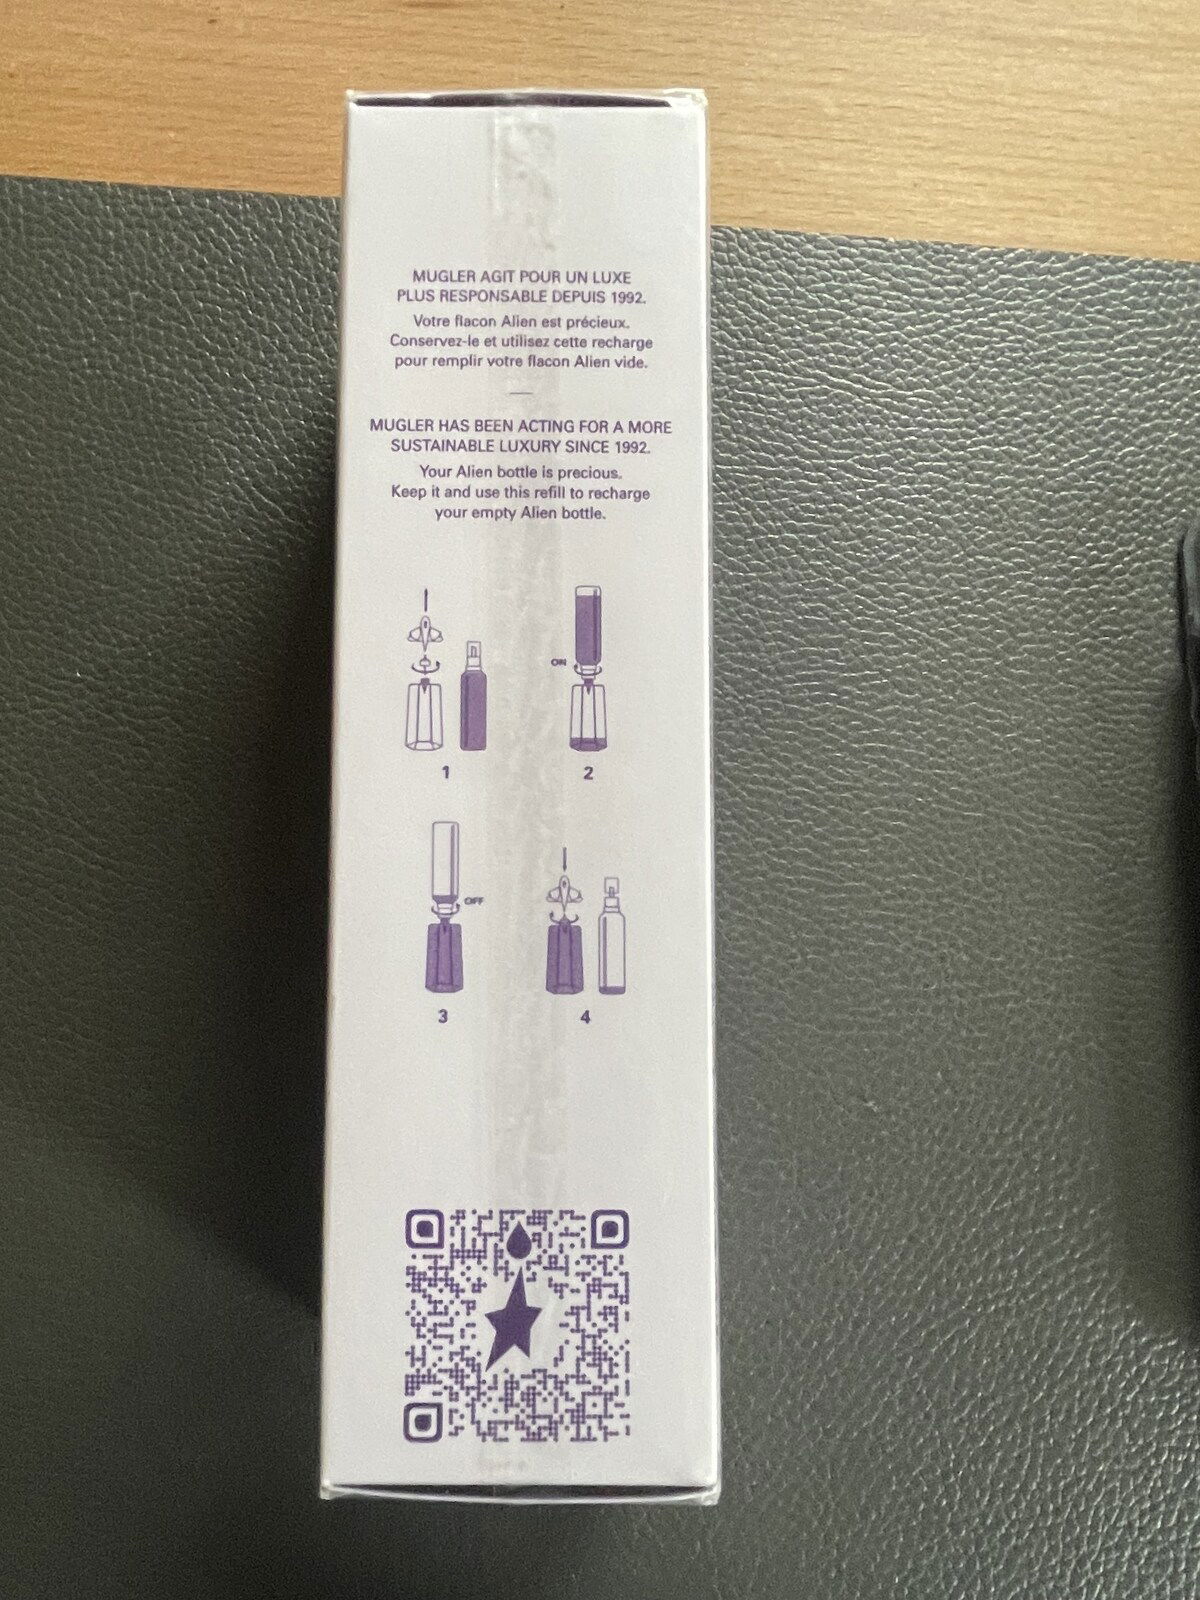 MUGLER AGIT POUR UN LUXE
PLUS RESPONSABLE DEPUIS 1992.
Votre flacon Alien est précieux.
Conservez-le et utilisez cette recharge
pour remplir votre flacon Alien vide.
MUGLER HAS BEEN ACTING FOR A MORE
SUSTAINABLE LUXURY SINCE 1992.
Your Alien bottle is precious.
Keep it and use this refill to recharge
your empty Alien bottle.
ON
1
2
OFF
3
4